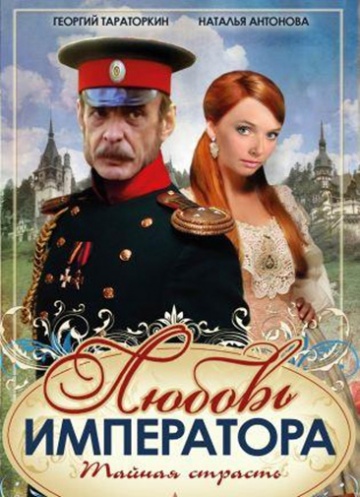 ГЕОРГИЙ ТАРАТОРКИН НАТАЛЬЯ АНТОНОВА
Любовь
ИМПЕРАТОРА
Тайная страсть